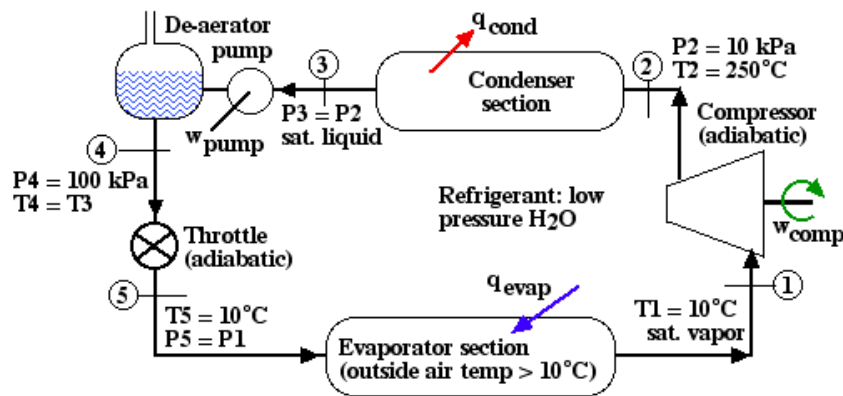 De-aerator
pump
q cond
3
2
P2 = 10 kPa
T2 = 250°C
Condenser
section
Compressor
(adiabatic)
P3 = P2
sat. liquid
w pump
4
P4 = 100 kPa
T4 = T3
Refrigerant: low
pressure H2O
w comp
Throttle
(adiabatic)
5
q evap
1
T5 = 10°C
P5 = P1
T1 = 10°C
sat. vapor
Evaporator section
(outside air temp > 10°C)